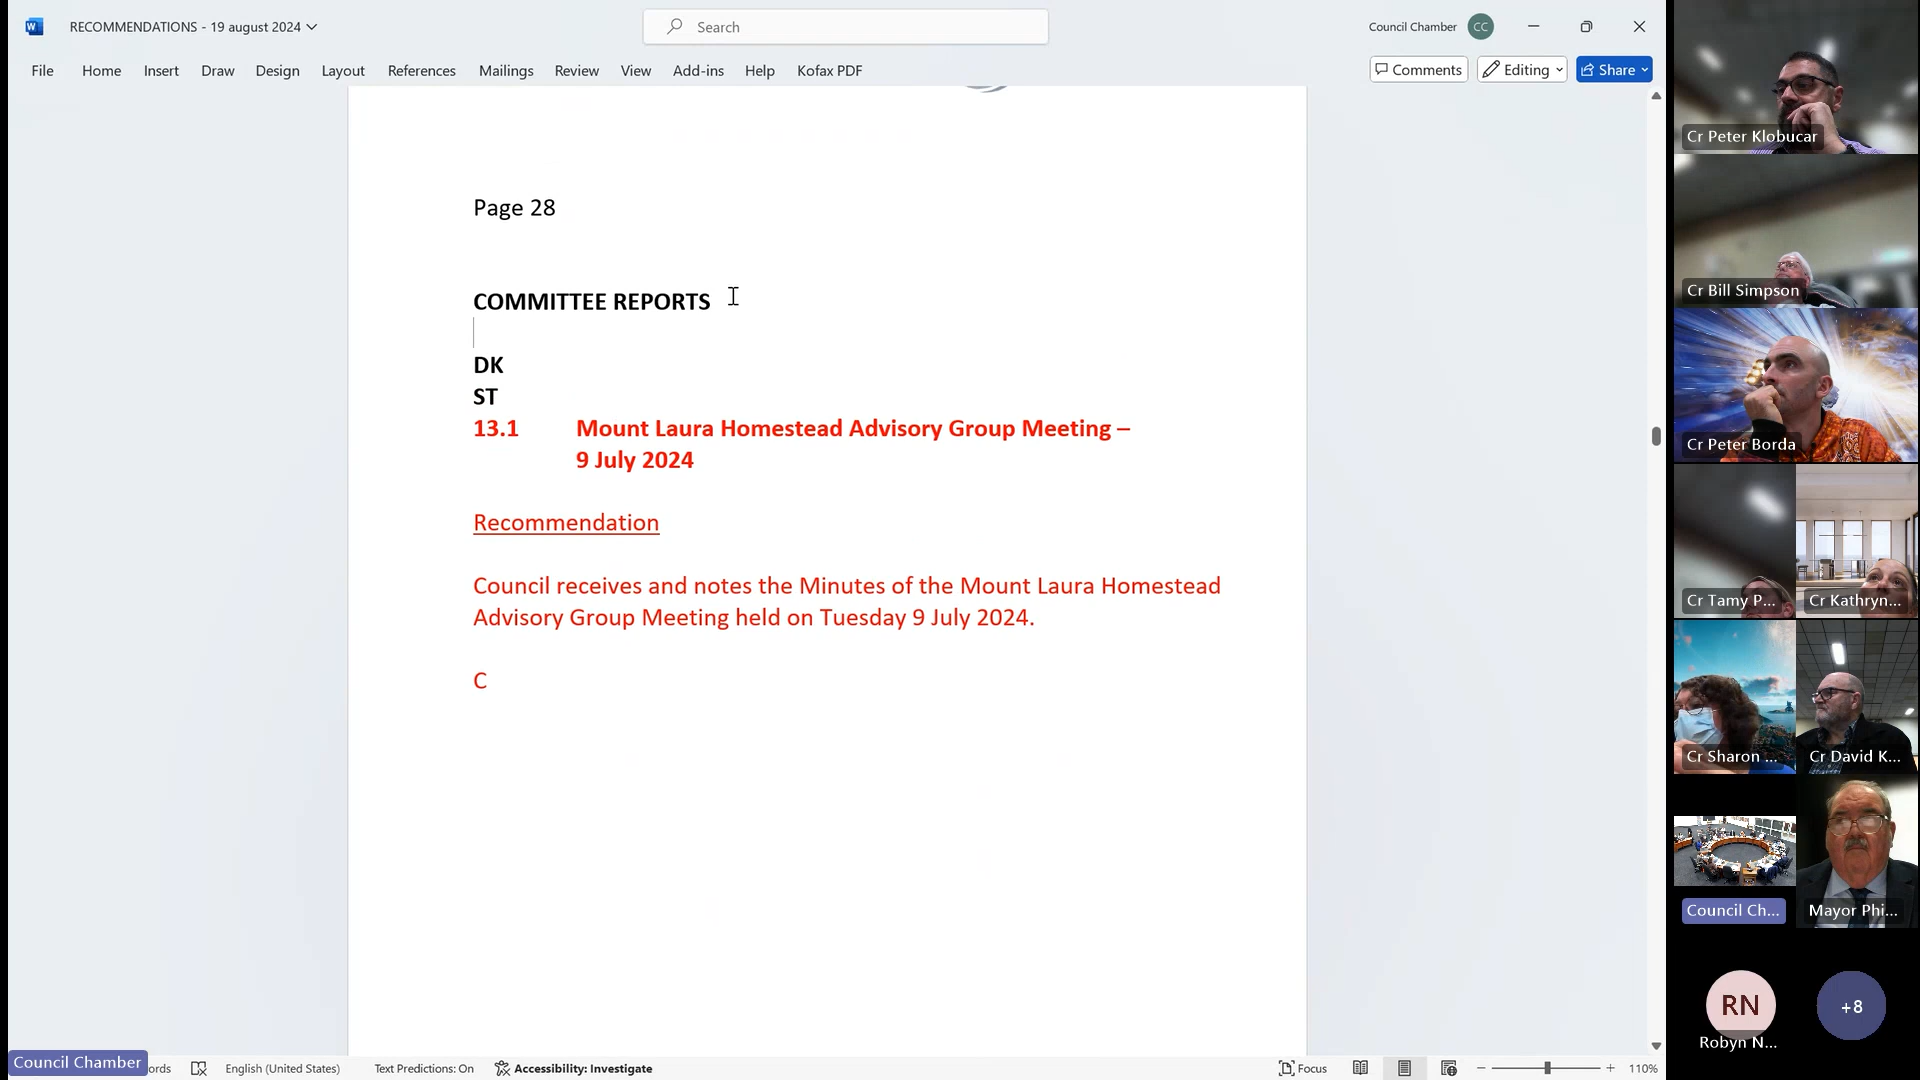 RECOMMENDATIONS - 19 august 2024
Search
Council Chamber CC
File Home Insert Draw Design Layout References Mailings Review View Add-ins Help Kofax PDF
Comments Editing Share
Page 28
COMMITTEE REPORTS
DK
ST
13.1 Mount Laura Homestead Advisory Group Meeting –
9 July 2024
Recommendation
Council receives and notes the Minutes of the Mount Laura Homestead
Advisory Group Meeting held on Tuesday 9 July 2024.
C
Cr Peter Klobucar
Cr Bill Simpson
Cr Peter Borda
Cr Tamy P... Cr Kathryn...
Cr Sharon ... Cr David K...
Council Ch... Mayor Phi...
RN +8
Robyn N...
Council Chamber
ords English (United States) Text Predictions: On Accessibility: Investigate Focus 110%